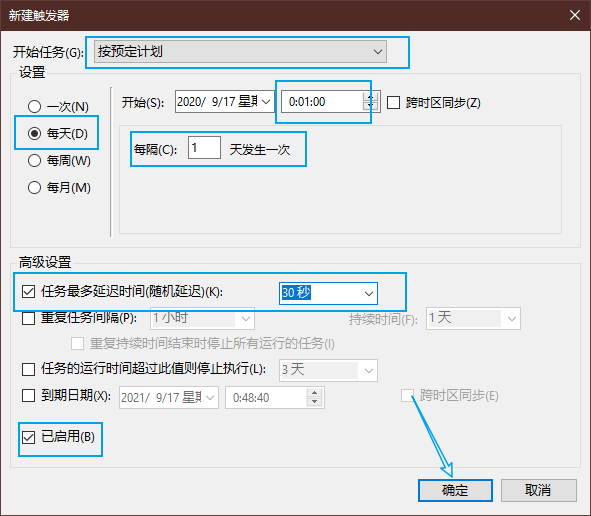 新建触发器
开始任务(G): 按预定计划
设置
一次(N)
每天(D)
每周(W)
每月(M)
开始(S): 2020/ 9/17 星期 0:01:00 跨时区同步(Z)
每隔(C): 1 天发生一次
高级设置
任务最多延迟时间(随机延迟)(K): 30 秒
重复任务间隔(P): 1 小时 持续时间(F): 1 天
重复持续时间结束时停止所有运行的任务(I)
任务的运行时间超过此值则停止执行(L): 3 天
到期日期(X): 2021/ 9/17 星期 0:48:40 跨时区同步(E)
已启用(B)
确定 取消